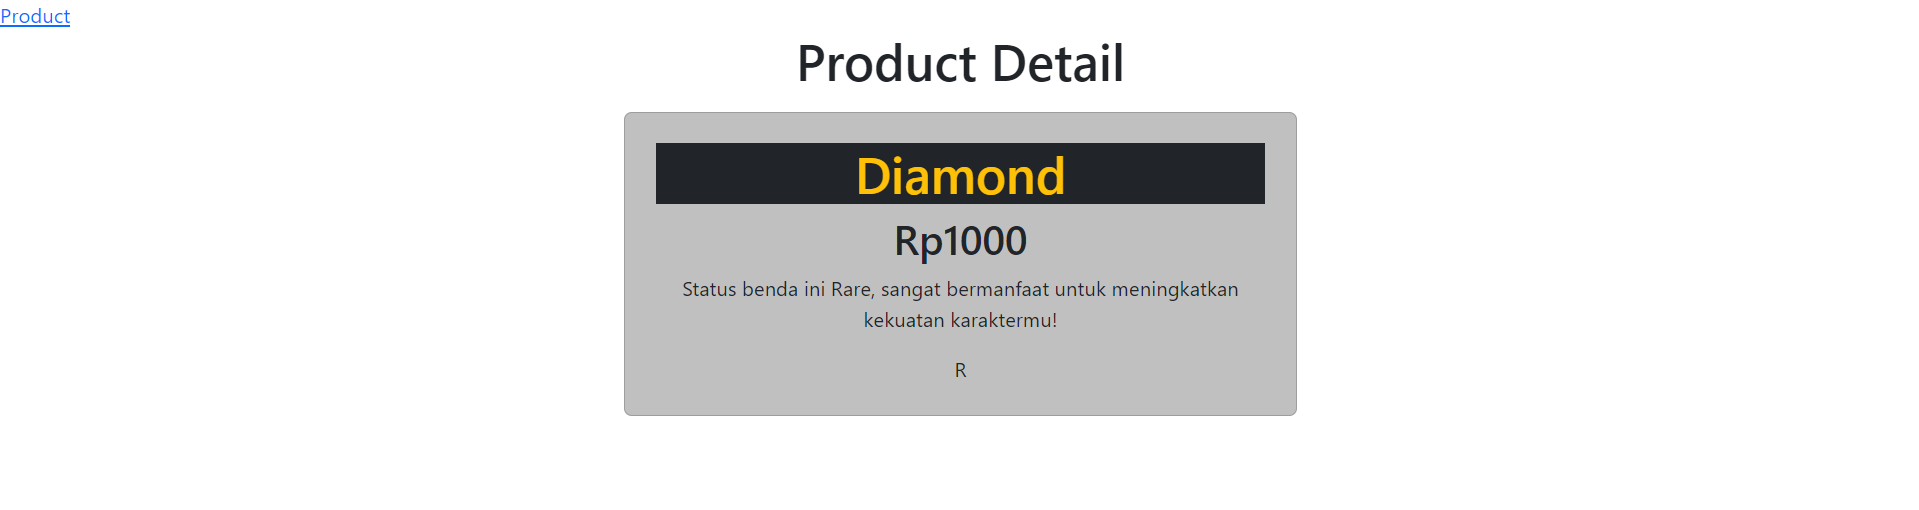 Product
Product Detail
Diamond
Rp1000
Status benda ini Rare, sangat bermanfaat untuk meningkatkan
kekuatan karaktermu!
R